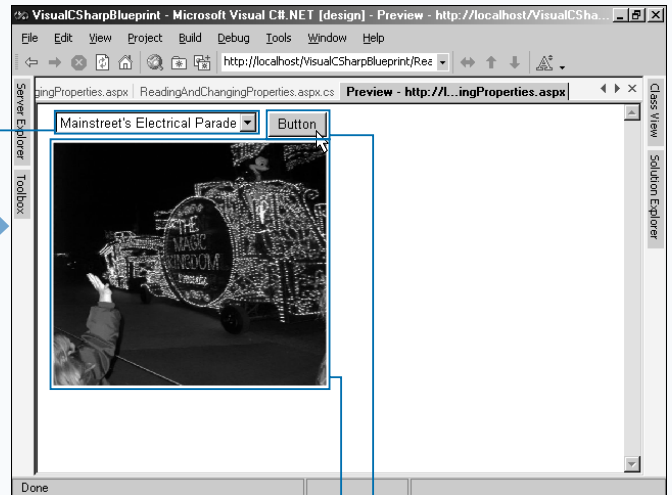 VisualCSharpBlueprint - Microsoft Visual C#.NET [design] - Preview - http://localhost/VisualCSha...
File Edit View Project Build Debug Tools Window Help
http://localhost/VisualCSharpBlueprint/Rea
gingProperties.aspx ReadingAndChangingProperties.aspx.cs Preview - http://l...ingProperties.aspx
Server Explorer
Toolbox
Class View
Solution Explorer
Mainstreet's Electrical Parade Button
THE
MAGIC
KINGDOM
Done